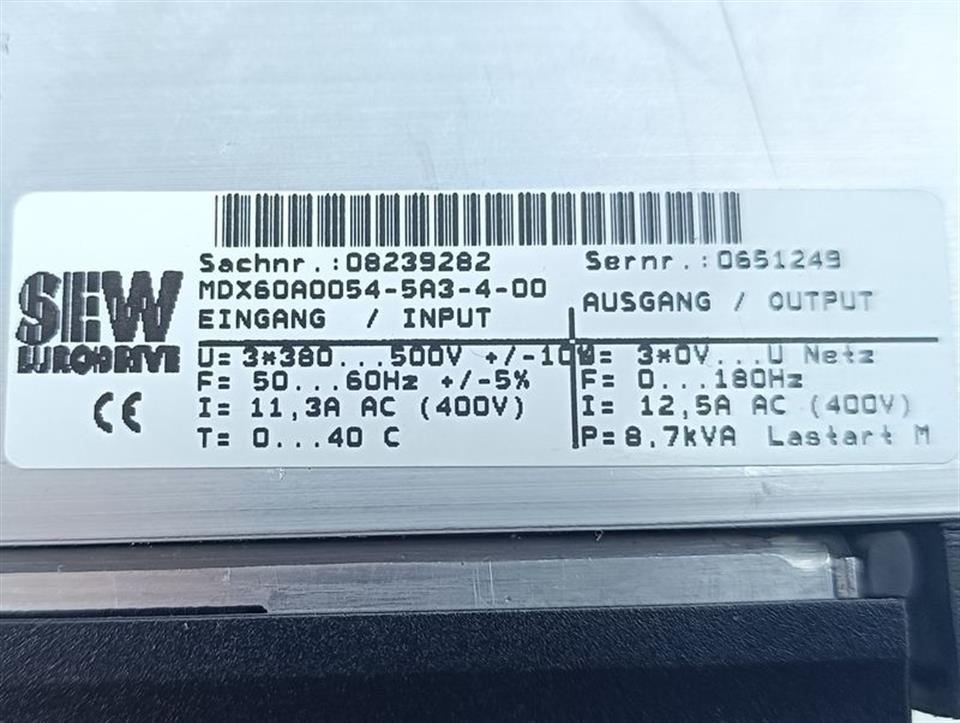 Sachnr.:08239282 Sernr.:0651249
MDX60A0054-5A3-4-00
EINGANG / INPUT AUSGANG / OUTPUT
SEW
EURODRIVE
U= 3*380...500V +/-10% U= 3*0V...U Netz
F= 50...60Hz +/-5% F= 0...180Hz
I= 11,3A AC (400V) I= 12,5A AC (400V)
T= 0...40 C P=8.7kVA Lastart M
CE